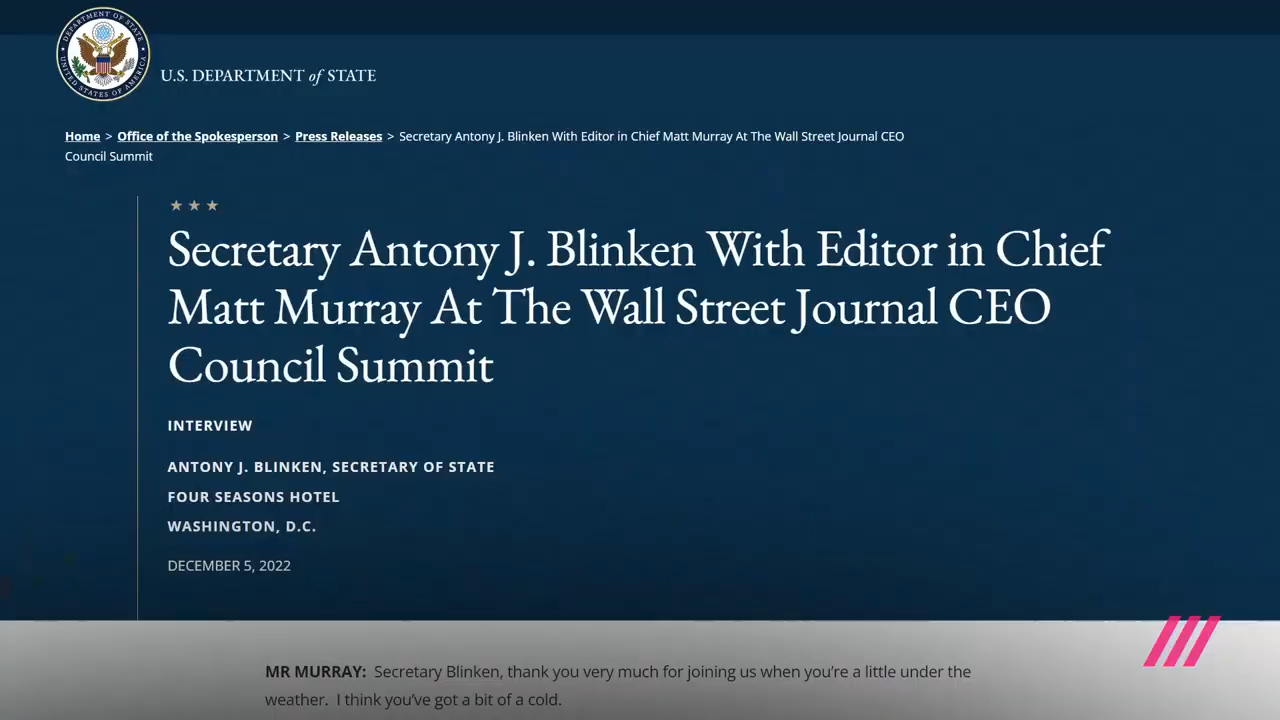 DEPARTMENT OF STATE
UNITED STATES OF AMERICA
U.S. DEPARTMENT of STATE
Home > Office of the Spokesperson > Press Releases > Secretary Antony J. Blinken With Editor in Chief Matt Murray At The Wall Street Journal CEO
Council Summit
Secretary Antony J. Blinken With Editor in Chief
Matt Murray At The Wall Street Journal CEO
Council Summit
INTERVIEW
ANTONY J. BLINKEN, SECRETARY OF STATE
FOUR SEASONS HOTEL
WASHINGTON, D.C.
DECEMBER 5, 2022
MR MURRAY: Secretary Blinken, thank you very much for joining us when you’re a little under the
weather. I think you’ve got a bit of a cold.